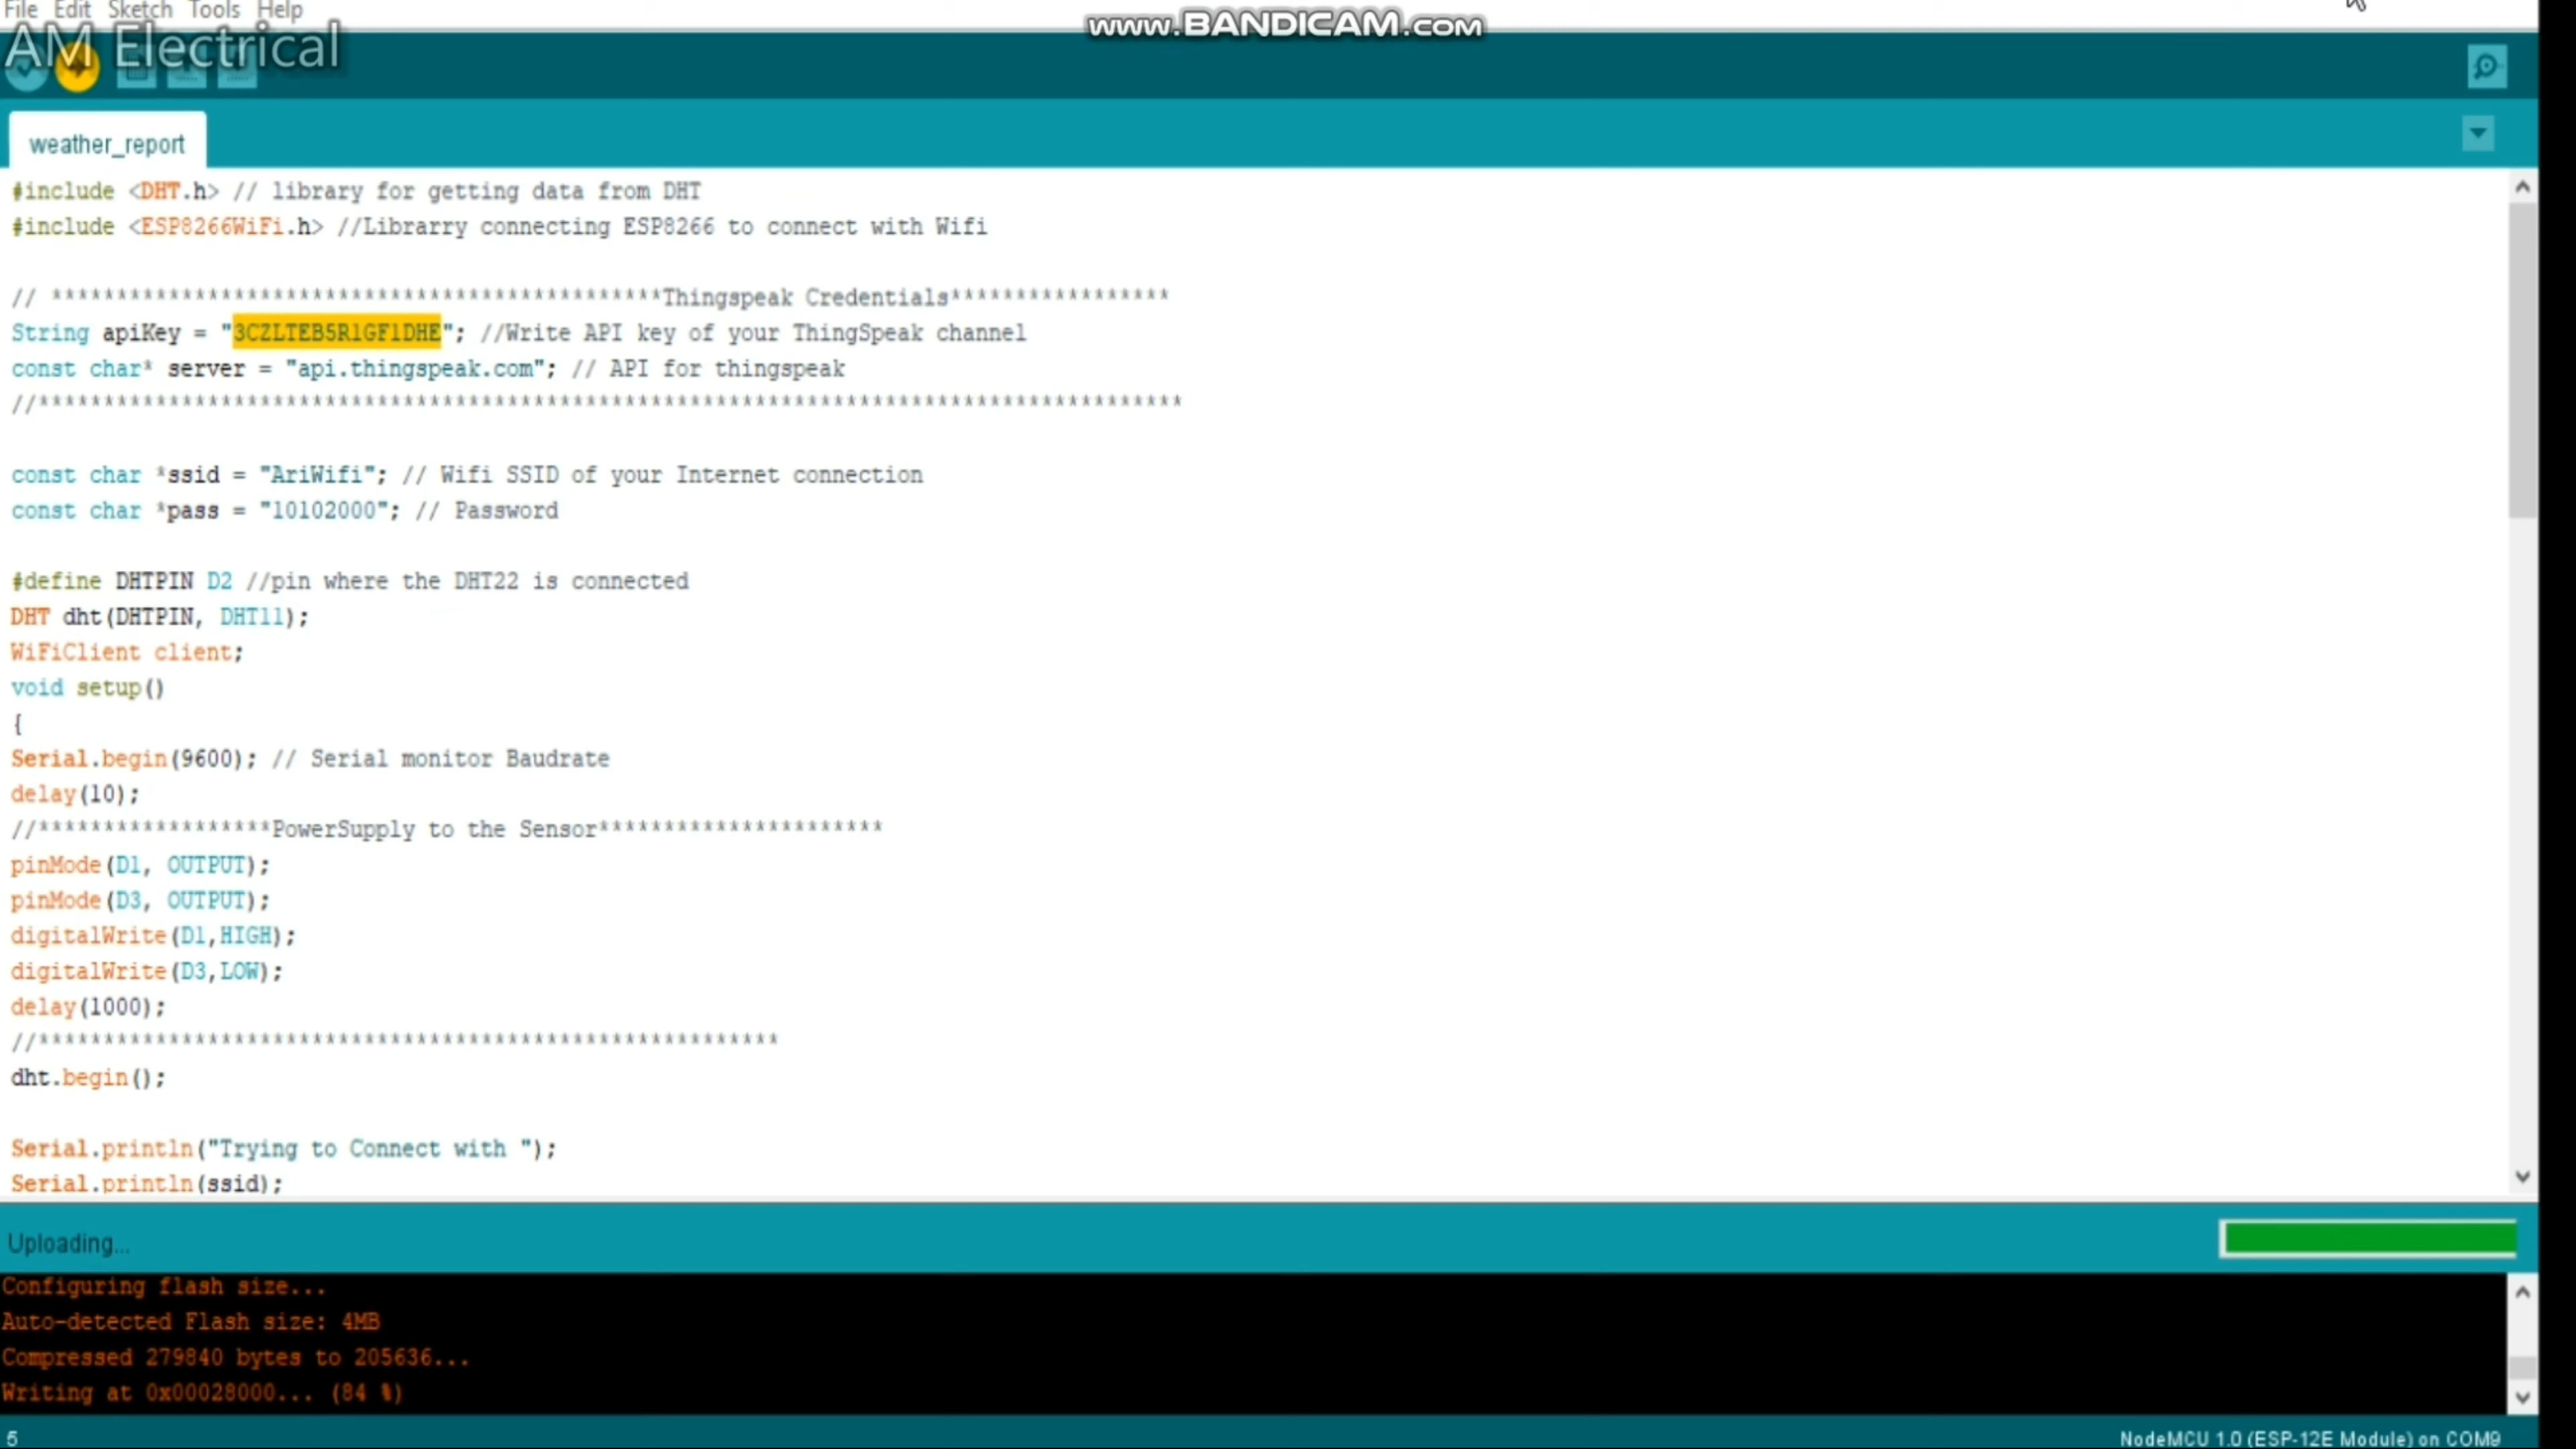 File Edit Sketch Tools Help
AM Electrical
www.BANDICAM.com
weather_report
#include <DHT.h> // library for getting data from DHT
#include <ESP8266WiFi.h> //Librarry connecting ESP8266 to connect with Wifi
// ***********************************************Thingspeak Credentials*****************
String apiKey = "3CZLTEB5R1GF1DHE"; //Write API key of your ThingSpeak channel
const char* server = "api.thingspeak.com"; // API for thingspeak
//****************************************************************************************
const char *ssid = "AriWifi"; // Wifi SSID of your Internet connection
const char *pass = "10102000"; // Password
#define DHTPIN D2 //pin where the DHT22 is connected
DHT dht(DHTPIN, DHT11);
WiFiClient client;
void setup()
{
Serial.begin(9600); // Serial monitor Baudrate
delay(10);
//******************PowerSupply to the Sensor**********************
pinMode(D1, OUTPUT);
pinMode(D3, OUTPUT);
digitalWrite(D1,HIGH);
digitalWrite(D3,LOW);
delay(1000);
//*********************************************************
dht.begin();
Serial.println("Trying to Connect with ");
Serial.println(ssid);
Uploading...
Configuring flash size...
Auto-detected Flash size: 4MB
Compressed 279840 bytes to 205636...
Writing at 0x00028000... (84 %)
5
NodeMCU 1.0 (ESP-12E Module) on COM9